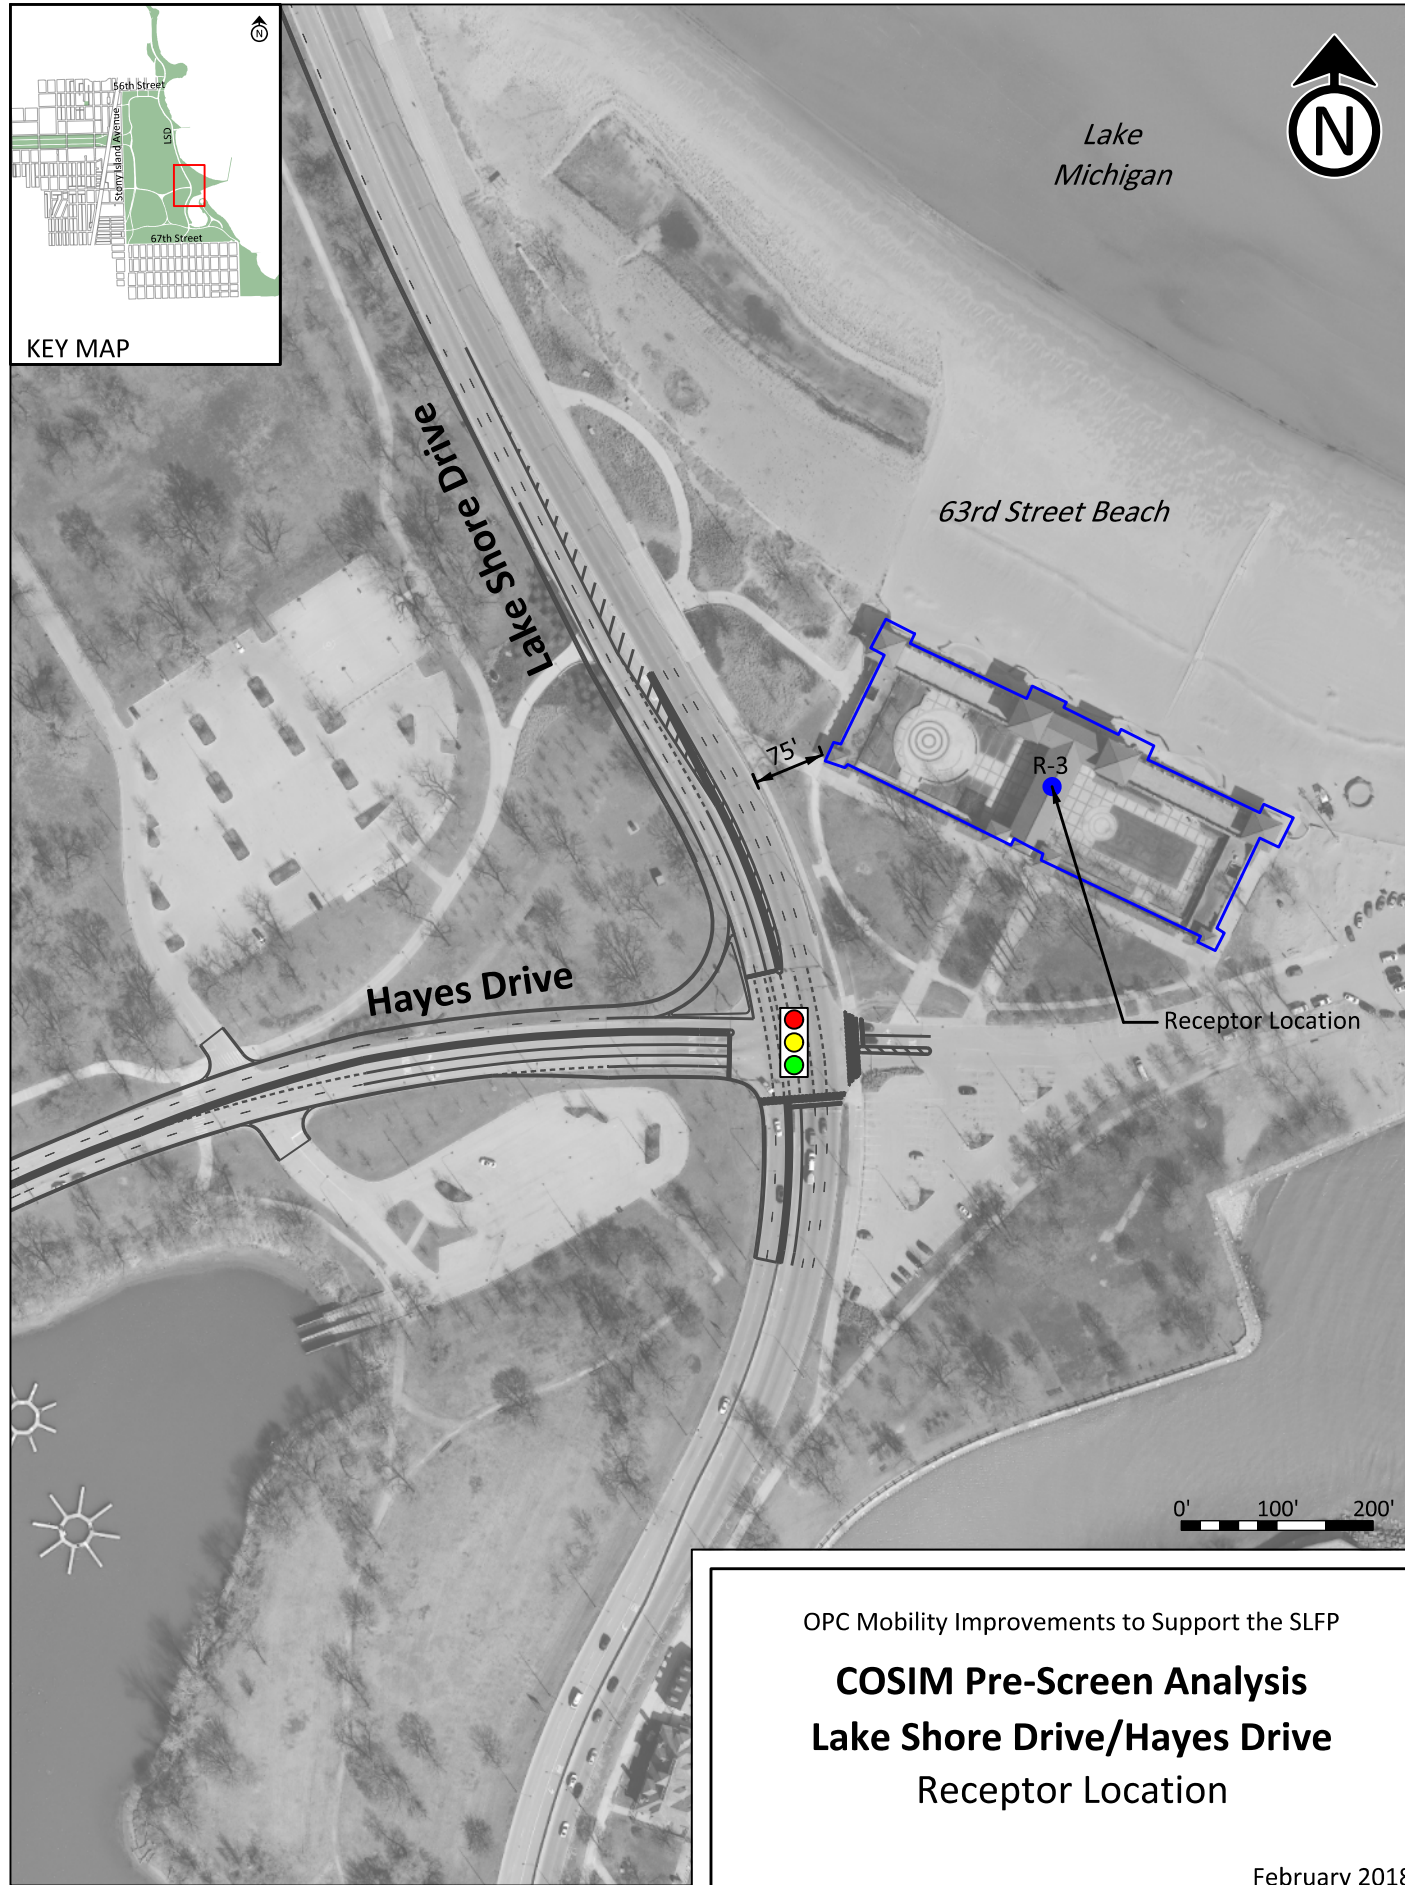 N
56th Street
Stony Island Avenue
LSD
67th Street
KEY MAP
N
Lake
Michigan
Lake Shore Drive
63rd Street Beach
75'
R-3
Hayes Drive
Receptor Location
0' 100' 200'
OPC Mobility Improvements to Support the SLFP
COSIM Pre-Screen Analysis
Lake Shore Drive/Hayes Drive
Receptor Location
February 2018